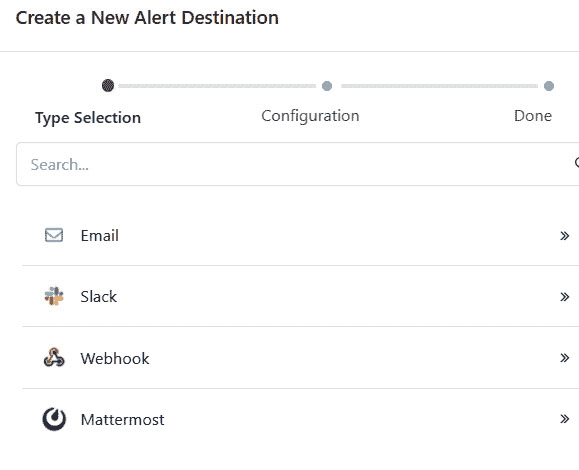 Create a New Alert Destination
Type Selection Configuration Done
Search...
Email
Slack
Webhook
Mattermost